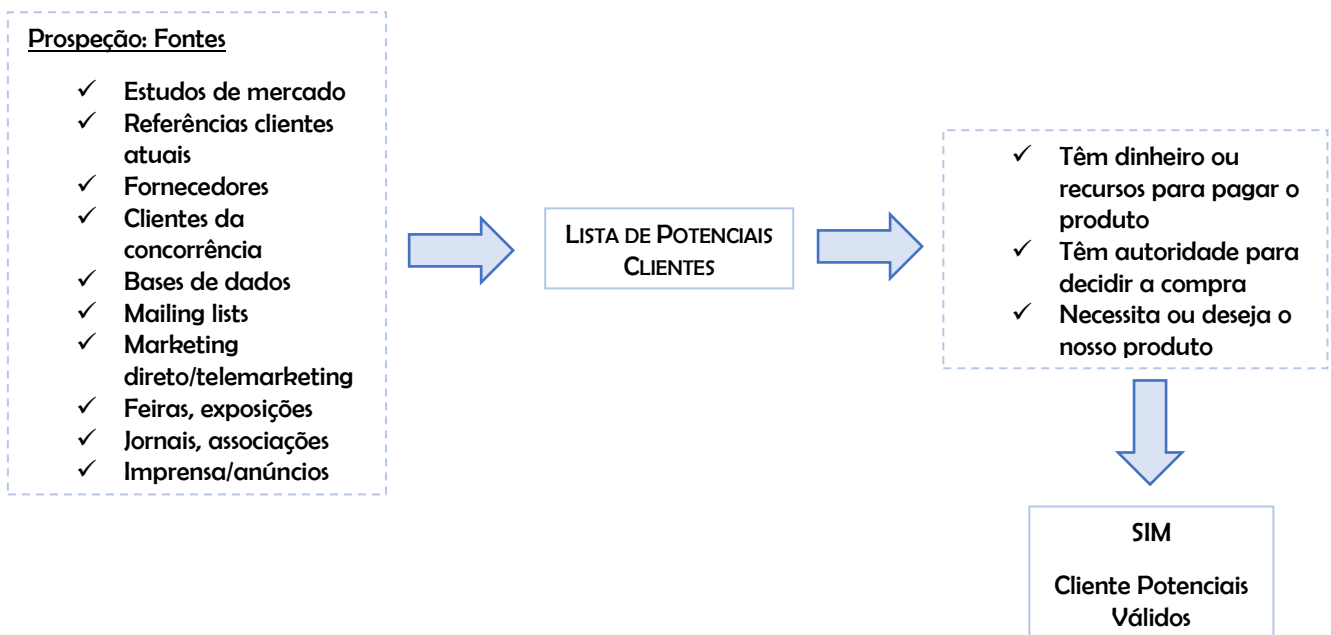 Prospeção: Fontes
✓ Estudos de mercado
✓ Referências clientes
atuais
✓ Fornecedores
✓ Clientes da
concorrência
✓ Bases de dados
✓ Mailing lists
✓ Marketing
direto/telemarketing
✓ Feiras, exposições
✓ Jornais, associações
✓ Imprensa/anúncios
LISTA DE POTENCIAIS
CLIENTES
✓ Têm dinheiro ou
recursos para pagar o
produto
✓ Têm autoridade para
decidir a compra
✓ Necessita ou deseja o
nosso produto
SIM
Cliente Potenciais
Válidos